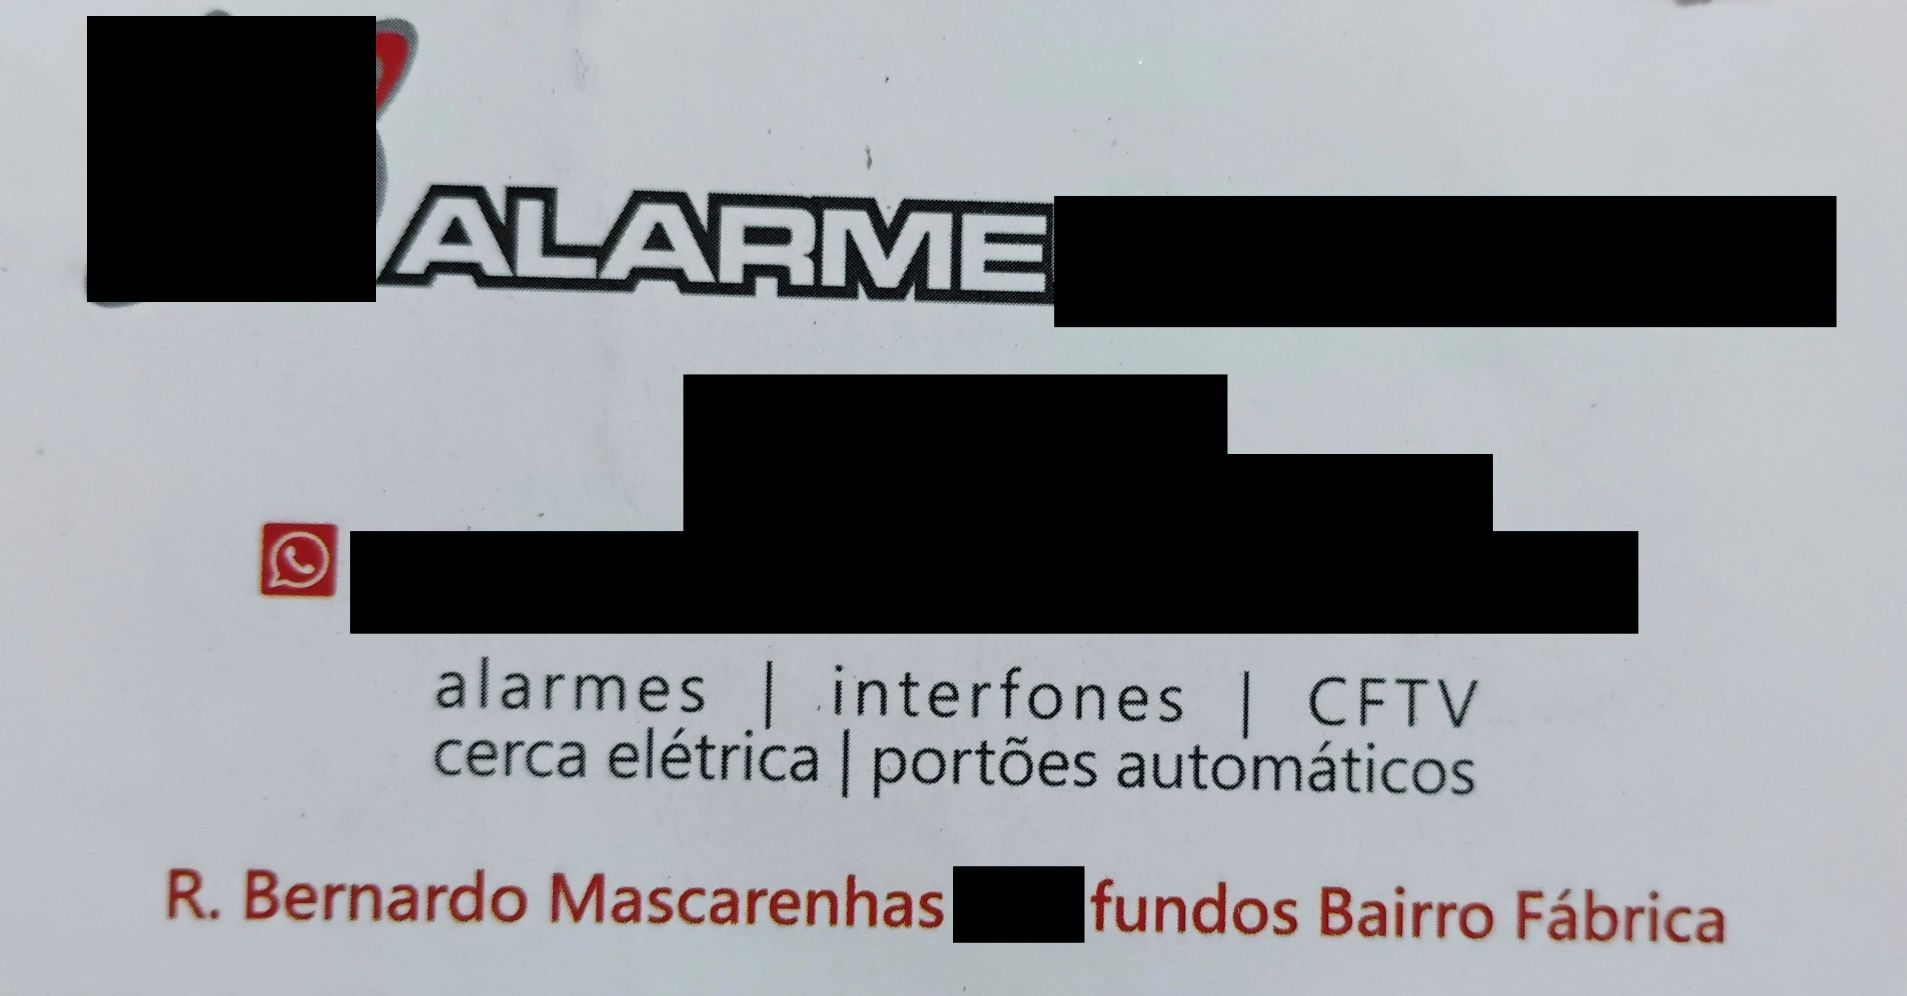 ALARME
alarmes | interfones | CFTV
cerca elétrica | portões automáticos
R. Bernardo Mascarenhas fundos Bairro Fábrica